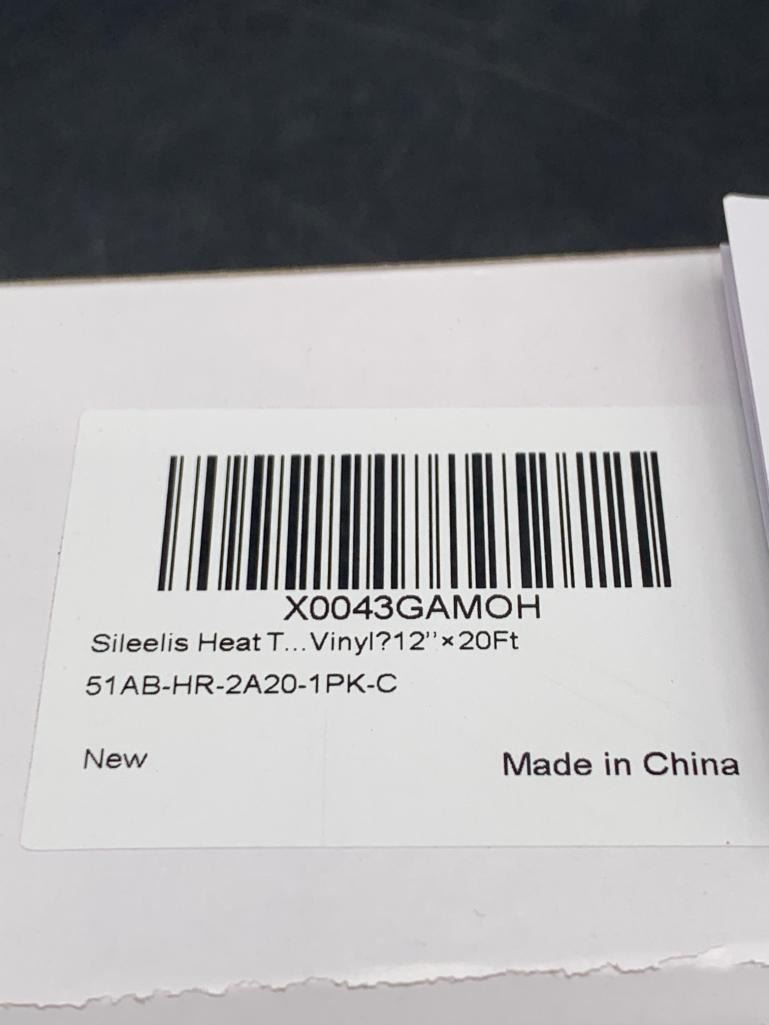 X0043GAMOH
Sileelis Heat T...Vinyl?12''×20Ft
51AB-HR-2A20-1PK-C
New
Made in China